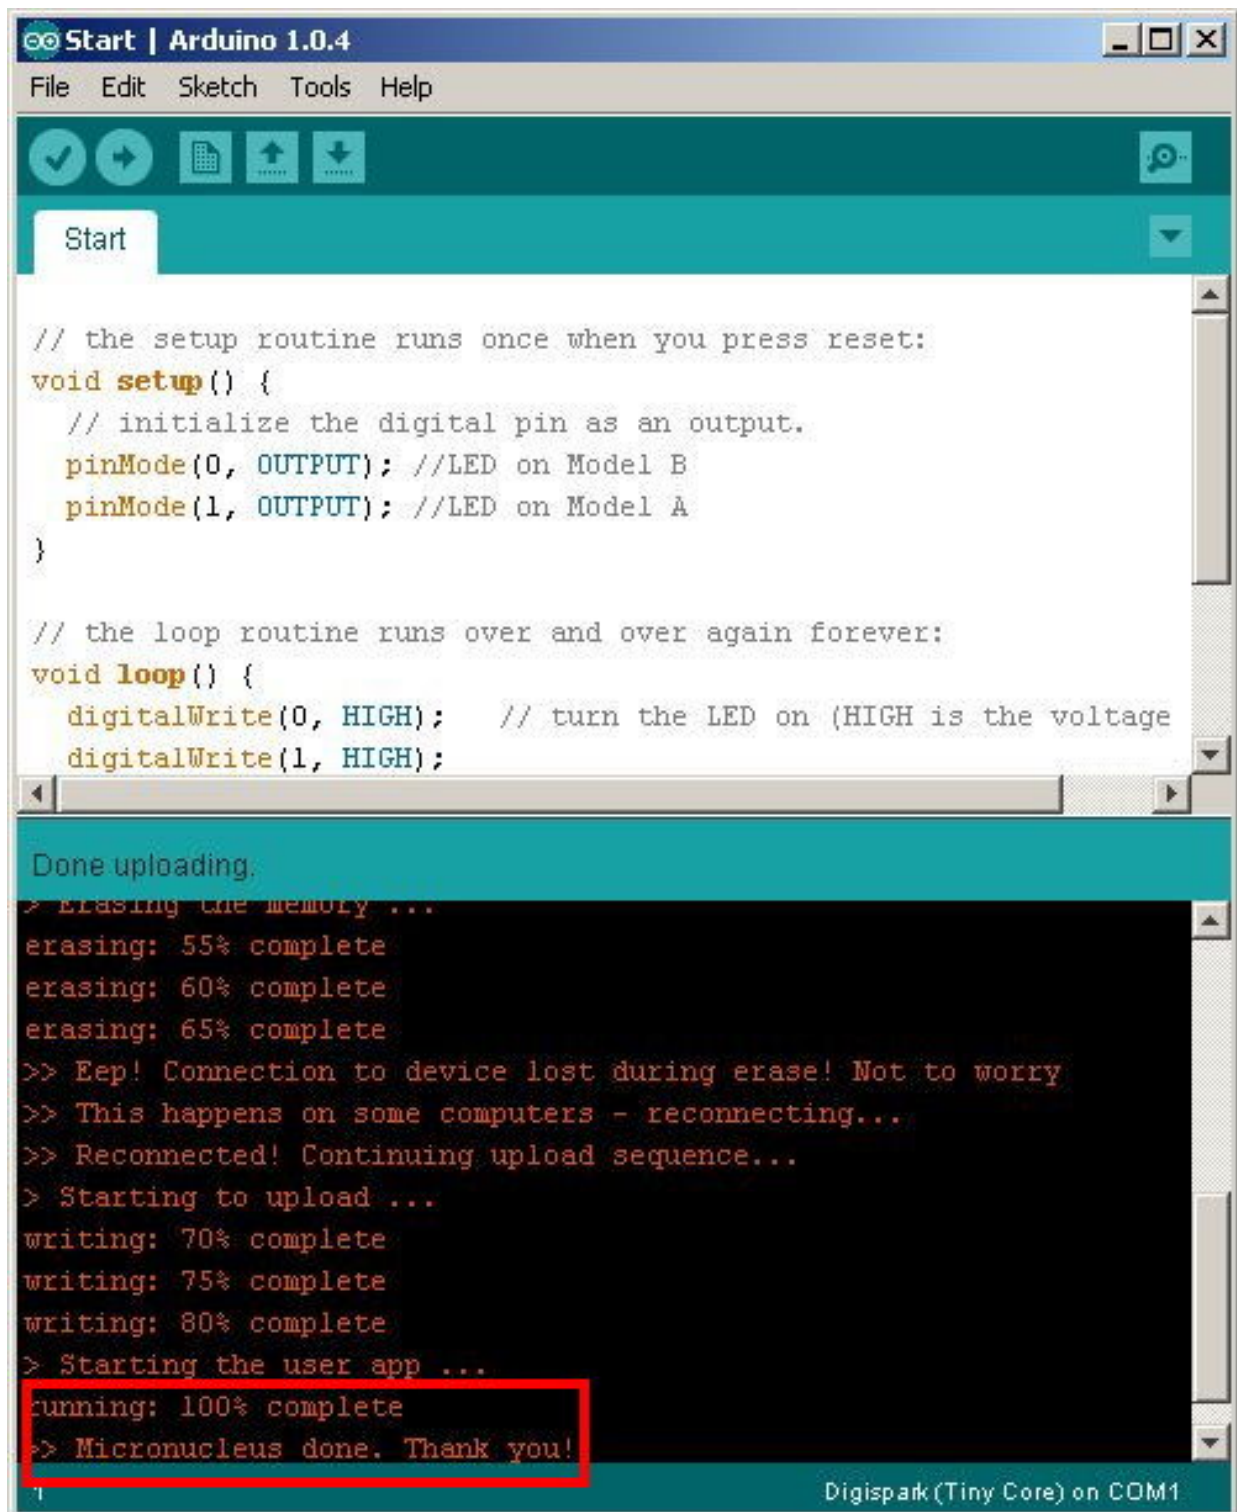 Start | Arduino 1.0.4
File Edit Sketch Tools Help
Start
// the setup routine runs once when you press reset:
void setup() {
// initialize the digital pin as an output.
pinMode(0, OUTPUT); //LED on Model B
pinMode(1, OUTPUT); //LED on Model A
}
// the loop routine runs over and over again forever:
void loop() {
digitalWrite(0, HIGH); // turn the LED on (HIGH is the voltage
digitalWrite(1, HIGH);
Done uploading.
> Erasing the memory ...
erasing: 55% complete
erasing: 60% complete
erasing: 65% complete
>> Eep! Connection to device lost during erase! Not to worry
>> This happens on some computers - reconnecting...
>> Reconnected! Continuing upload sequence...
> Starting to upload ...
writing: 70% complete
writing: 75% complete
writing: 80% complete
> Starting the user app ...
running: 100% complete
>> Micronucleus done. Thank you!
Digispark (Tiny Core) on COM1